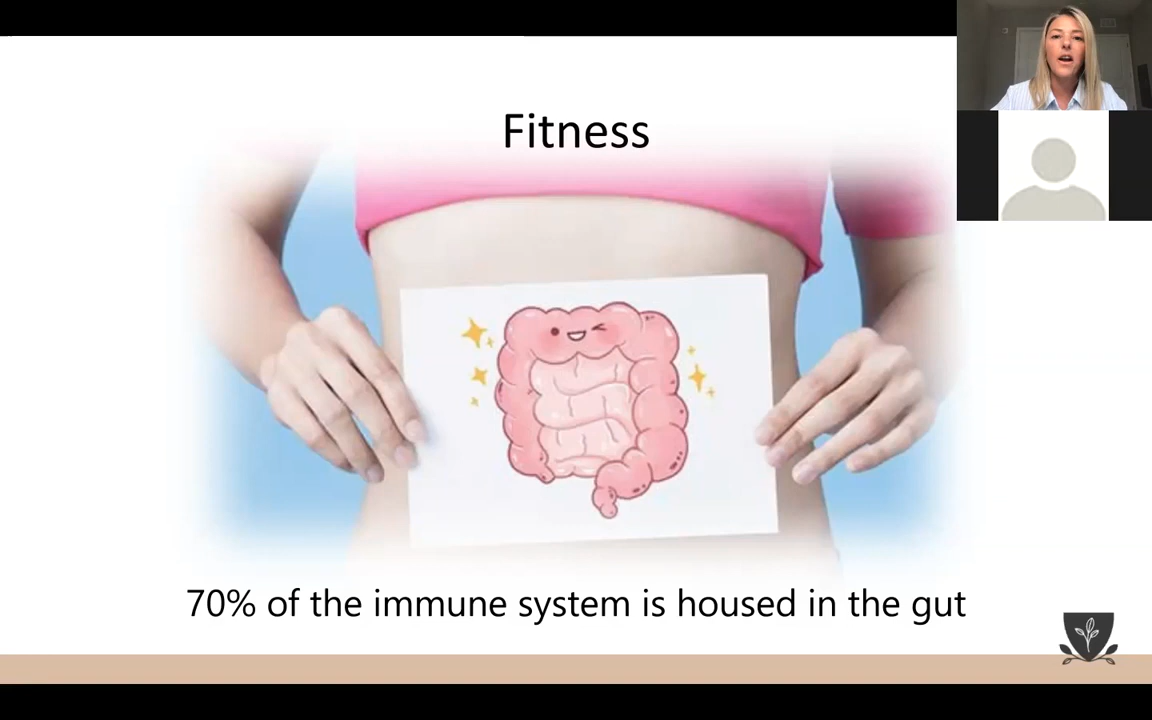 Fitness
70% of the immune system is housed in the gut